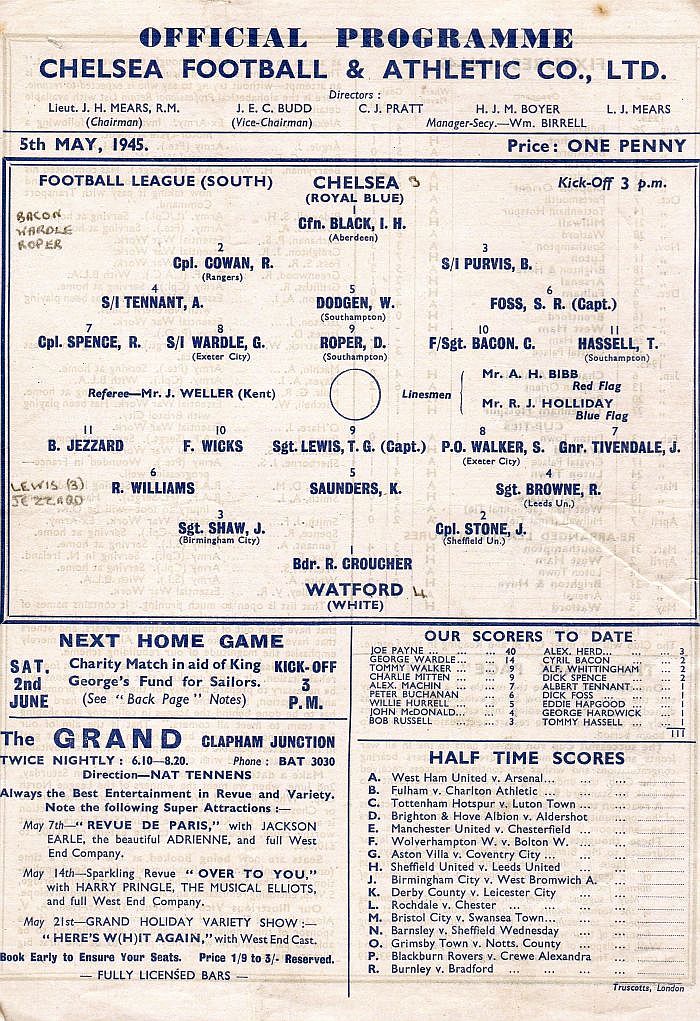 OFFICIAL PROGRAMME
CHELSEA FOOTBALL & ATHLETIC CO., LTD.
Directors :
Lieut. J. H. MEARS, R.M. J. E. C. BUDD C. J. PRATT H. J. M. BOYER L. J. MEARS
(Chairman) (Vice-Chairman) Manager-Secy.—Wm. BIRRELL
5th MAY, 1945. Price : ONE PENNY
FOOTBALL LEAGUE (SOUTH) CHELSEA 3 Kick-Off 3 p.m.
(ROYAL BLUE)
BACON
WARDLE
ROPER
1
Cfn. BLACK, I. H.
(Aberdeen)
2 3
Cpl. COWAN, R. S/I PURVIS, B.
(Rangers)
4 5 6
S/I TENNANT, A. DODGEN, W. FOSS, S. R. (Capt.)
(Southampton)
7 8 9 10 11
Cpl. SPENCE, R. S/I WARDLE, G. ROPER, D. F/Sgt. BACON. C. HASSELL, T.
(Exeter City) (Southampton) (Southampton)
Referee—Mr. J. WELLER (Kent) Linesmen
Mr. A. H. BIBB
Red Flag
Mr. R. J. HOLLIDAY
Blue Flag
11 10 9 8 7
B. JEZZARD F. WICKS Sgt. LEWIS, T. G. (Capt.) P.O. WALKER, S. Gnr. TIVENDALE, J.
(Exeter City)
LEWIS (3)
JEZZARD
6 5 4
R. WILLIAMS SAUNDERS, K. Sgt. BROWNE, R.
(Leeds Un.)
3 2
Sgt. SHAW, J. Cpl. STONE, J.
(Birmingham City) (Sheffield Un.)
1
Bdr. R. CROUCHER
WATFORD 4
(WHITE)
NEXT HOME GAME
SAT. 2nd JUNE
Charity Match in aid of King
George's Fund for Sailors.
(See "Back Page" Notes)
KICK-OFF 3 P.M.
The GRAND CLAPHAM JUNCTION
TWICE NIGHTLY : 6.10—8.20. Phone : BAT 3030
Direction—NAT TENNENS
Always the Best Entertainment in Revue and Variety.
Note the following Super Attractions :—
May 7th—"REVUE DE PARIS," with JACKSON
EARLE, the beautiful ADRIENNE, and full West
End Company.
May 14th—Sparkling Revue "OVER TO YOU,"
with HARRY PRINGLE, THE MUSICAL ELLIOTS,
and full West End Company.
May 21st—GRAND HOLIDAY VARIETY SHOW :—
"HERE'S W(H)IT AGAIN," with West End Cast.
Book Early to Ensure Your Seats. Price 1/9 to 3/- Reserved.
— FULLY LICENSED BARS —
OUR SCORERS TO DATE
JOE PAYNE ... ... ... 40 ALEX. HERD... ... ... 3
GEORGE WARDLE... ... 14 CYRIL BACON ... ... 2
TOMMY WALKER ... ... 9 ALF. WHITTINGHAM ... 2
CHARLIE MITTEN ... ... 9 DICK SPENCE ... ... 2
ALEX. MACHIN ... ... 7 ALBERT TENNANT... ... 1
PETER BUCHANAN ... 6 DICK FOSS ... ... ... 1
WILLIE HURRELL ... ... 5 EDDIE HAPGOOD ... ... 1
JOHN McDONALD... ... 4 GEORGE HARDWICK ... 1
BOB RUSSELL ... ... 3 TOMMY HASSELL ... ... 1
111
HALF TIME SCORES
A. West Ham United v. Arsenal... ... ...
B. Fulham v. Charlton Athletic ... ... ...
C. Tottenham Hotspur v. Luton Town ... ...
D. Brighton & Hove Albion v. Aldershot ...
E. Manchester United v. Chesterfield ... ...
F. Wolverhampton W. v. Bolton W. ... ...
G. Aston Villa v. Coventry City ... ... ...
H. Sheffield United v. Leeds United ... ...
J. Birmingham City v. West Bromwich A. ...
K. Derby County v. Leicester City ... ...
L. Rochdale v. Chester ... ... ... ...
M. Bristol City v. Swansea Town... ... ...
N. Barnsley v. Sheffield Wednesday ... ...
O. Grimsby Town v. Notts. County ... ...
P. Blackburn Rovers v. Crewe Alexandra ...
R. Burnley v. Bradford ... ... ... ...
Truscotts, London